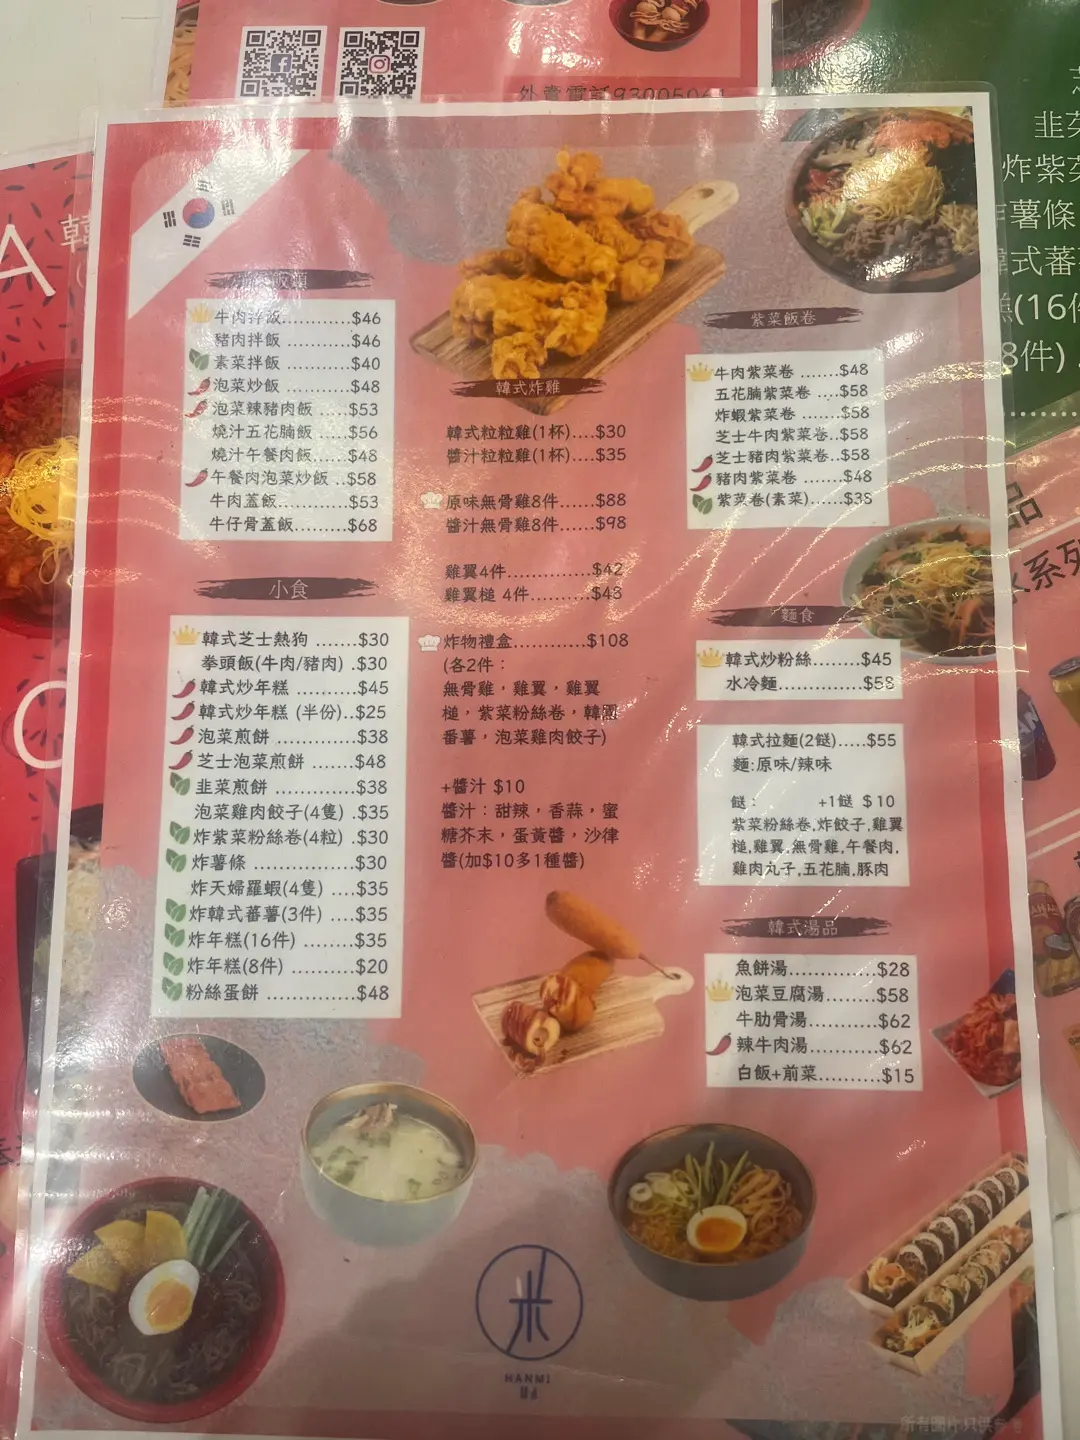 外賣電話93005061
韓
A
C
韭菜
炸紫菜
薯條
韓式蕃
(16件
8件)
品
系列
飯類
牛肉拌飯............$46
豬肉拌飯............$46
素菜拌飯............$40
泡菜炒飯............$48
泡菜辣豬肉飯.....$53
燒汁五花腩飯.....$56
燒汁午餐肉飯.....$48
午餐肉泡菜炒飯..$58
牛肉蓋飯............$53
牛仔骨蓋飯.........$68
小食
韓式芝士熱狗.......$30
拳頭飯(牛肉/豬肉).$30
韓式炒年糕..........$45
韓式炒年糕(半份)..$25
泡菜煎餅.............$38
芝士泡菜煎餅.......$48
韭菜煎餅.............$38
泡菜雞肉餃子(4隻).$35
炸紫菜粉絲卷(4粒).$30
炸薯條................$30
炸天婦羅蝦(4隻)....$35
炸韓式蕃薯(3件)....$35
炸年糕(16件)........$35
炸年糕(8件)..........$20
粉絲蛋餅.............$48
韓式炸雞
韓式粒粒雞(1杯)....$30
醬汁粒粒雞(1杯)....$35
原味無骨雞8件......$88
醬汁無骨雞8件......$98
雞翼4件..............$42
雞翼槌 4件..........$43
炸物禮盒............$108
(各2件：
無骨雞，雞翼，雞翼
槌，紫菜粉絲卷，韓國
番薯，泡菜雞肉餃子)
+醬汁 $10
醬汁：甜辣，香蒜，蜜
糖芥末，蛋黃醬，沙律
醬(加$10多1種醬)
紫菜飯卷
牛肉紫菜卷.......$48
五花腩紫菜卷....$58
炸蝦紫菜卷.......$58
芝士牛肉紫菜卷..$58
芝士豬肉紫菜卷..$58
豬肉紫菜卷.......$48
紫菜卷(素菜).....$38
麵食
韓式炒粉絲........$45
水冷麵..............$58
韓式拉麵(2餸).....$55
麵:原味/辣味
餸： +1餸 $10
紫菜粉絲卷,炸餃子,雞翼
槌,雞翼,無骨雞,午餐肉,
雞肉丸子,五花腩,豚肉
韓式湯品
魚餅湯..............$28
泡菜豆腐湯........$58
牛肋骨湯...........$62
辣牛肉湯...........$62
白飯+前菜..........$15
HANMI
所有圖片只供參考